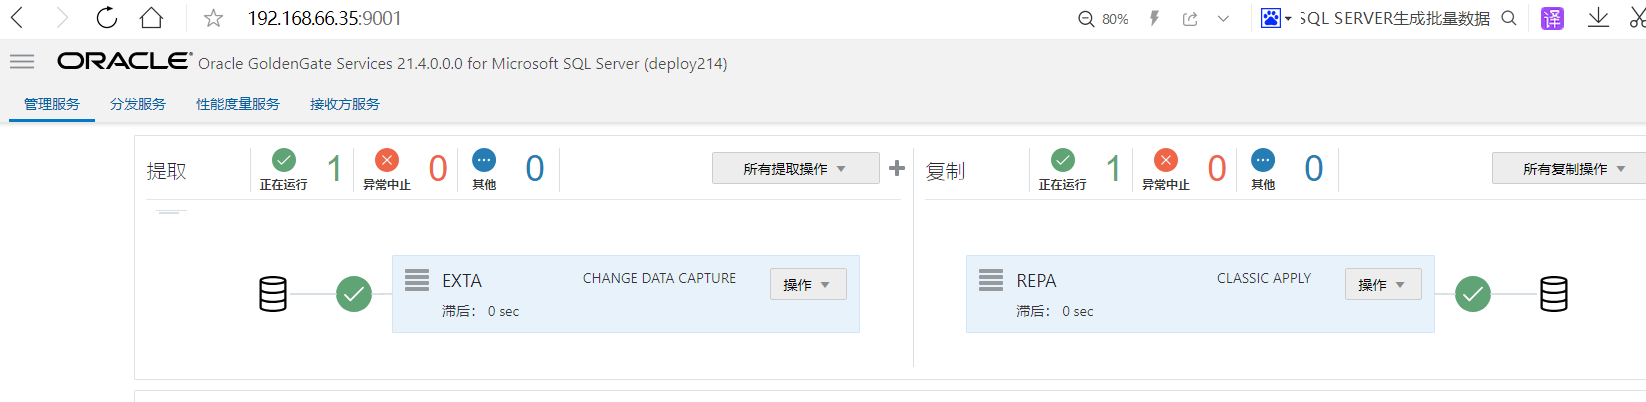 192.168.66.35:9001
80%
SQL SERVER生成批量数据
译
ORACLE® Oracle GoldenGate Services 21.4.0.0.0 for Microsoft SQL Server (deploy214)
管理服务 分发服务 性能度量服务 接收方服务
提取 正在运行 1 异常中止 0 其他 0 所有提取操作
复制 正在运行 1 异常中止 0 其他 0 所有复制操作
EXTA CHANGE DATA CAPTURE 操作
滞后： 0 sec
REPA CLASSIC APPLY 操作
滞后： 0 sec